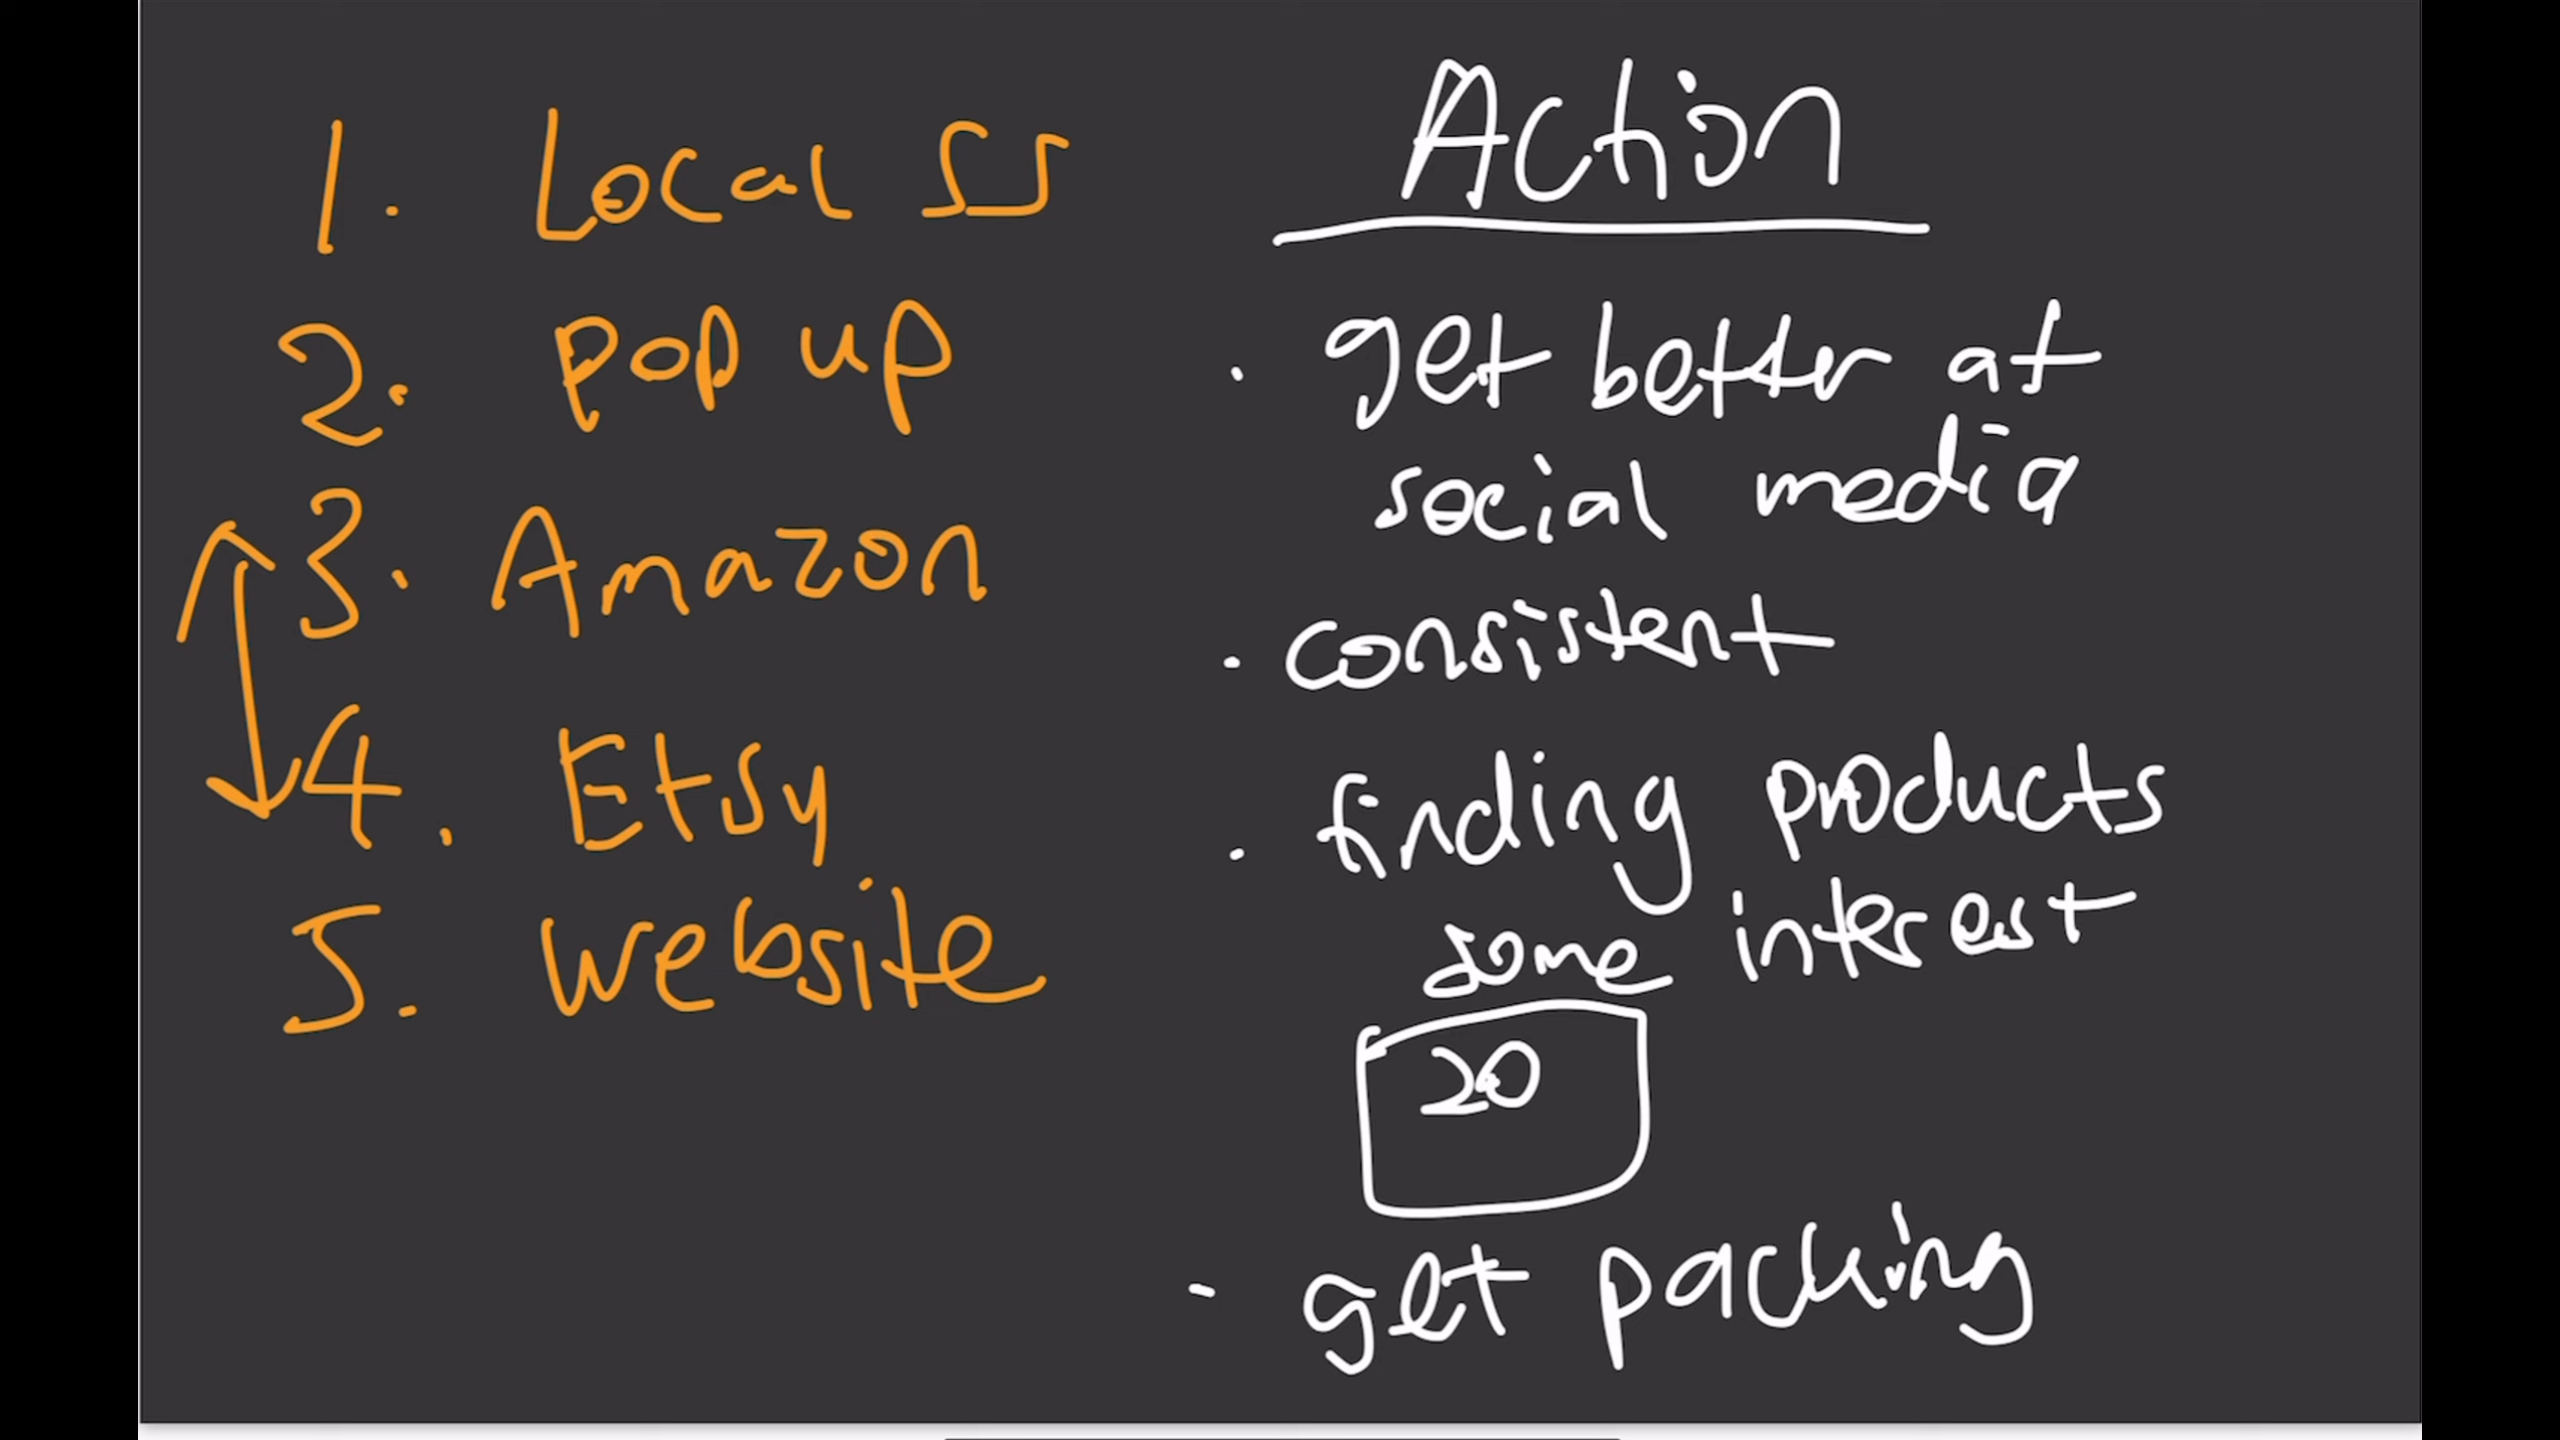 1. Local SS
2. pop up
3. Amazon
4. Etsy
5. website
Action
· get better at
social media
· consistent
· finding products
some interest
20
- get packing